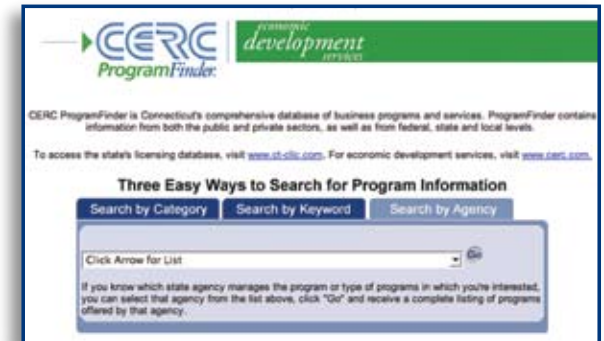 CERC
ProgramFinder.
economic
development
services
CERC ProgramFinder is Connecticut's comprehensive database of business programs and services. ProgramFinder contains
information from both the public and private sectors, as well as from federal, state and local levels.
To access the state's licensing database, visit www.ct-clic.com. For economic development services, visit www.cerc.com.
Three Easy Ways to Search for Program Information
Search by Category Search by Keyword Search by Agency
Click Arrow for List Go
If you know which state agency manages the program or type of programs in which you're interested,
you can select that agency from the list above, click "Go" and receive a complete listing of programs
offered by that agency.